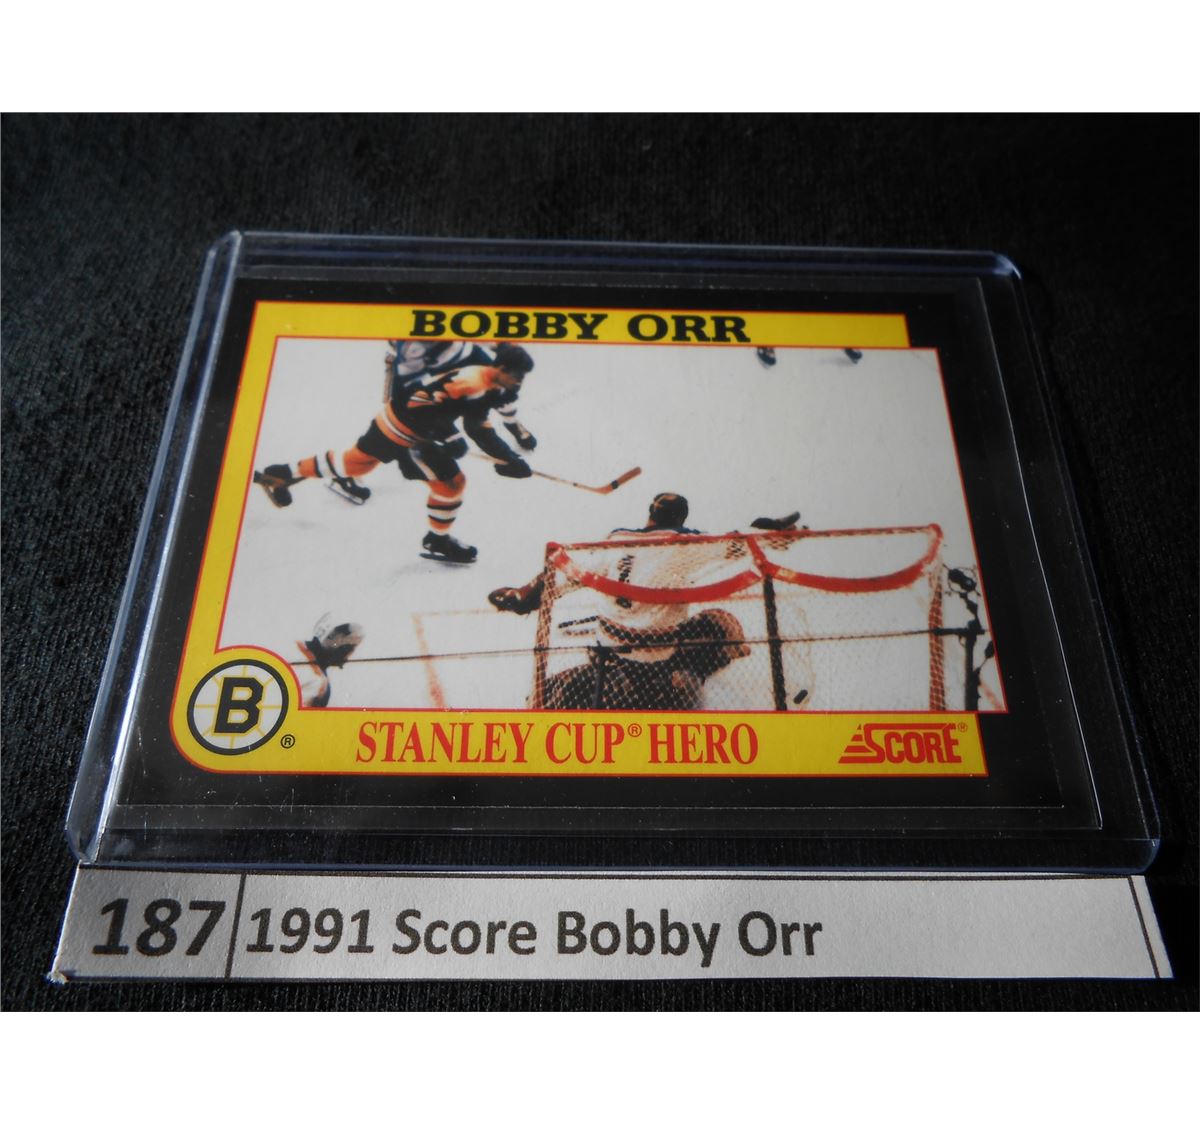 BOBBY ORR
B
®
STANLEY CUP® HERO
SCORE®
187 1991 Score Bobby Orr